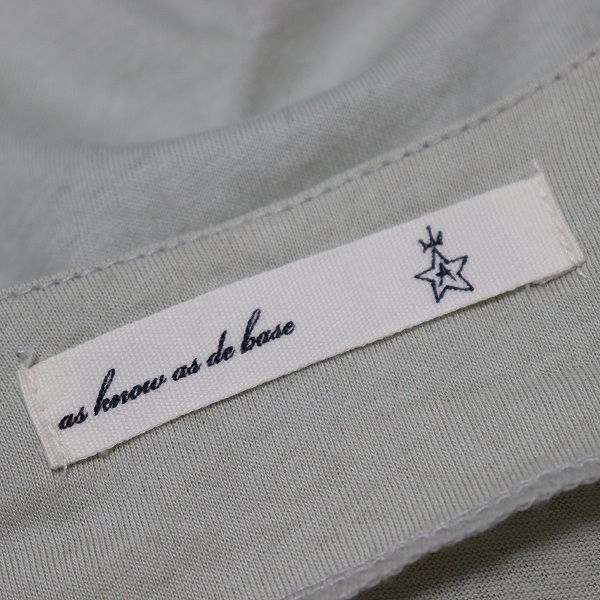 as know as de base
A